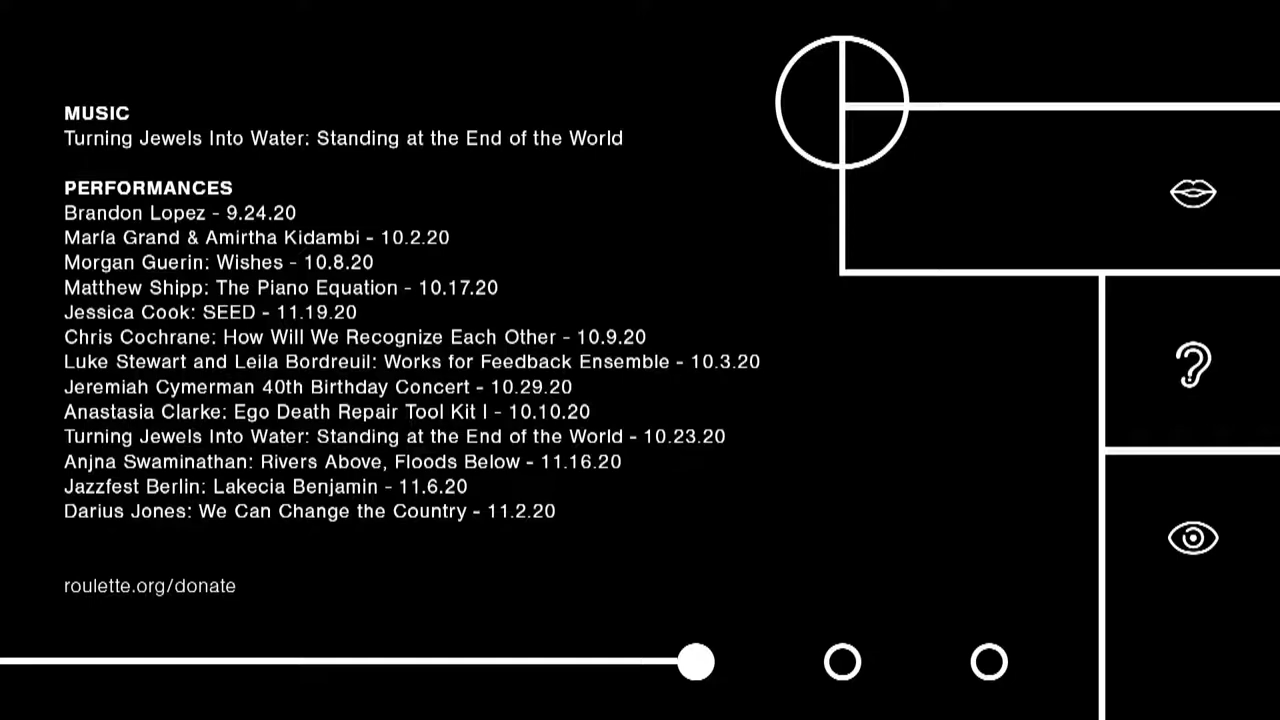 MUSIC
Turning Jewels Into Water: Standing at the End of the World
PERFORMANCES
Brandon Lopez - 9.24.20
María Grand & Amirtha Kidambi - 10.2.20
Morgan Guerin: Wishes - 10.8.20
Matthew Shipp: The Piano Equation - 10.17.20
Jessica Cook: SEED - 11.19.20
Chris Cochrane: How Will We Recognize Each Other - 10.9.20
Luke Stewart and Leila Bordreuil: Works for Feedback Ensemble - 10.3.20
Jeremiah Cymerman 40th Birthday Concert - 10.29.20
Anastasia Clarke: Ego Death Repair Tool Kit I - 10.10.20
Turning Jewels Into Water: Standing at the End of the World - 10.23.20
Anjna Swaminathan: Rivers Above, Floods Below - 11.16.20
Jazzfest Berlin: Lakecia Benjamin - 11.6.20
Darius Jones: We Can Change the Country - 11.2.20
roulette.org/donate